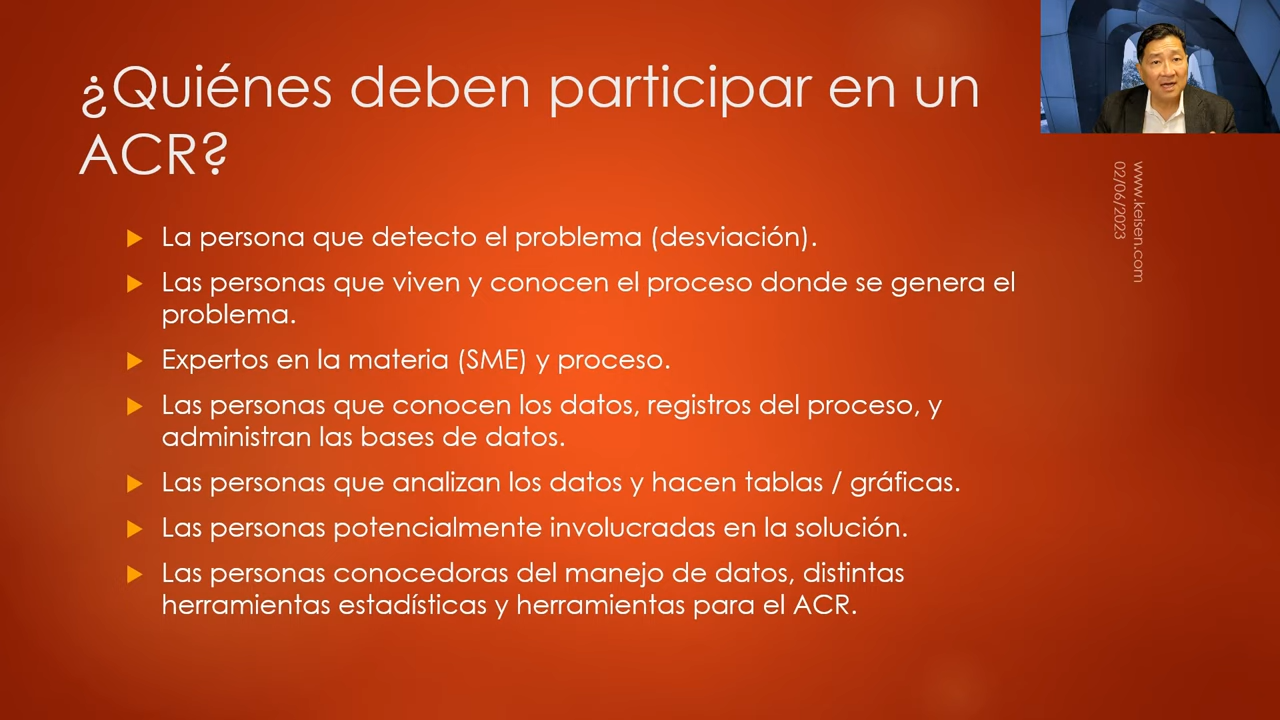 ¿Quiénes deben participar en un
ACR?
La persona que detecto el problema (desviación).
Las personas que viven y conocen el proceso donde se genera el
problema.
Expertos en la materia (SME) y proceso.
Las personas que conocen los datos, registros del proceso, y
administran las bases de datos.
Las personas que analizan los datos y hacen tablas / gráficas.
Las personas potencialmente involucradas en la solución.
Las personas conocedoras del manejo de datos, distintas
herramientas estadísticas y herramientas para el ACR.
www.keisen.com
02/06/2023